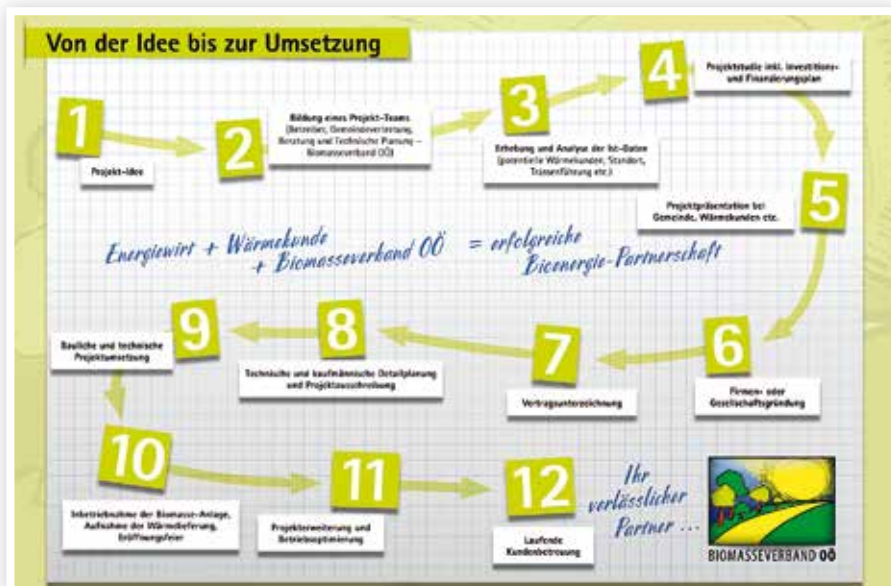 Von der Idee bis zur Umsetzung
1
Projekt-Idee
2
Bildung eines Projekt-Teams
(Betreiber, Gemeindevertretung,
Beratung und Technische Planung –
Biomasseverband OÖ)
3
Erhebung und Analyse der Ist-Daten
(potentielle Wärmekunden, Standort,
Trassenführung etc.)
4
Projektstudie inkl. Investitions-
und Finanzierungsplan
5
Projektpräsentation bei
Gemeinde, Wärmekunden etc.
Energiewirt + Wärmekunde
+ Biomasseverband OÖ = erfolgreiche
Bioenergie-Partnerschaft
6
Firmen- oder
Gesellschaftsgründung
7
Vertragsunterzeichnung
8
Technische und kaufmännische Detailplanung
und Projektausschreibung
9
Bauliche und technische
Projektumsetzung
10
Inbetriebnahme der Biomasse-Anlage,
Aufnahme der Wärmelieferung,
Eröffnungsfeier
11
Projekterweiterung und
Betriebsoptimierung
12
Laufende
Kundenbetreuung
Ihr
verlässlicher
Partner ...
BIOMASSEVERBAND OÖ